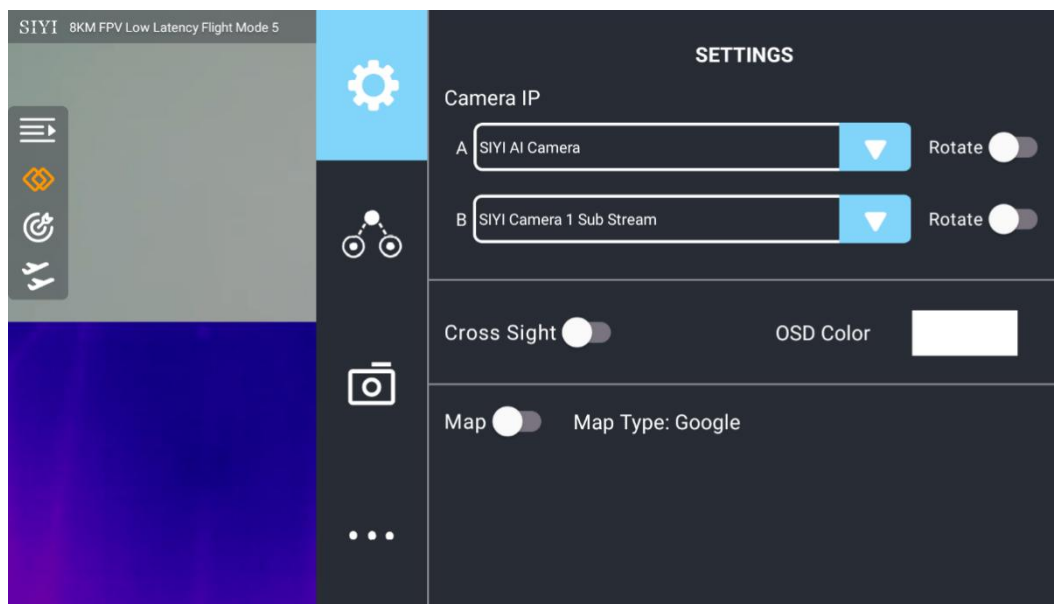 SIYI 8KM FPV Low Latency Flight Mode 5
SETTINGS
Camera IP
A SIYI AI Camera Rotate
B SIYI Camera 1 Sub Stream Rotate
Cross Sight OSD Color
Map Map Type: Google